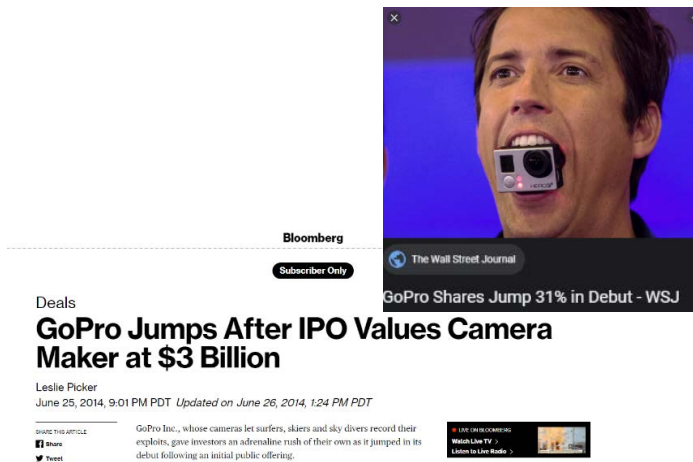 Bloomberg
Subscriber Only
HERO3+
The Wall Street Journal
GoPro Shares Jump 31% in Debut - WSJ
Deals
GoPro Jumps After IPO Values Camera
Maker at $3 Billion
Leslie Picker
June 25, 2014, 9:01 PM PDT Updated on June 26, 2014, 1:24 PM PDT
SHARE THIS ARTICLE
Share
Tweet
GoPro Inc., whose cameras let surfers, skiers and sky divers record their
exploits, gave investors an adrenaline rush of their own as it jumped in its
debut following an initial public offering.
LIVE ON BLOOMBERG
Watch Live TV >
Listen to Live Radio >